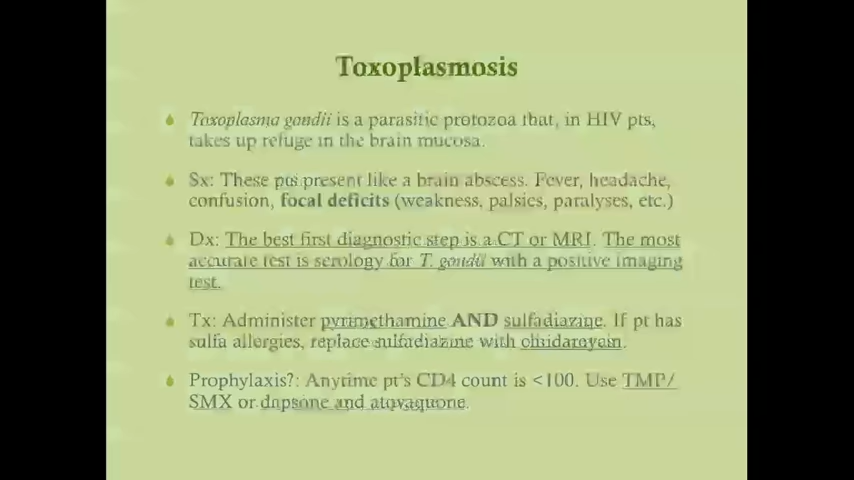 Toxoplasmosis
Toxoplasma gondii is a parasitic protozoa that, in HIV pts,
takes up refuge in the brain mucosa.
Sx: These pts present like a brain abscess. Fever, headache,
confusion, focal deficits (weakness, palsies, paralyses, etc.)
Dx: The best first diagnostic step is a CT or MRI. The most
accurate test is serology for T. gondii with a positive imaging
test.
Tx: Administer pyrimethamine AND sulfadiazine. If pt has
sulfa allergies, replace sulfadiazine with
Prophylaxis?: Anytime pt's CD4 count is <100. Use TMP/
SMX or dapsone and atovaquone.